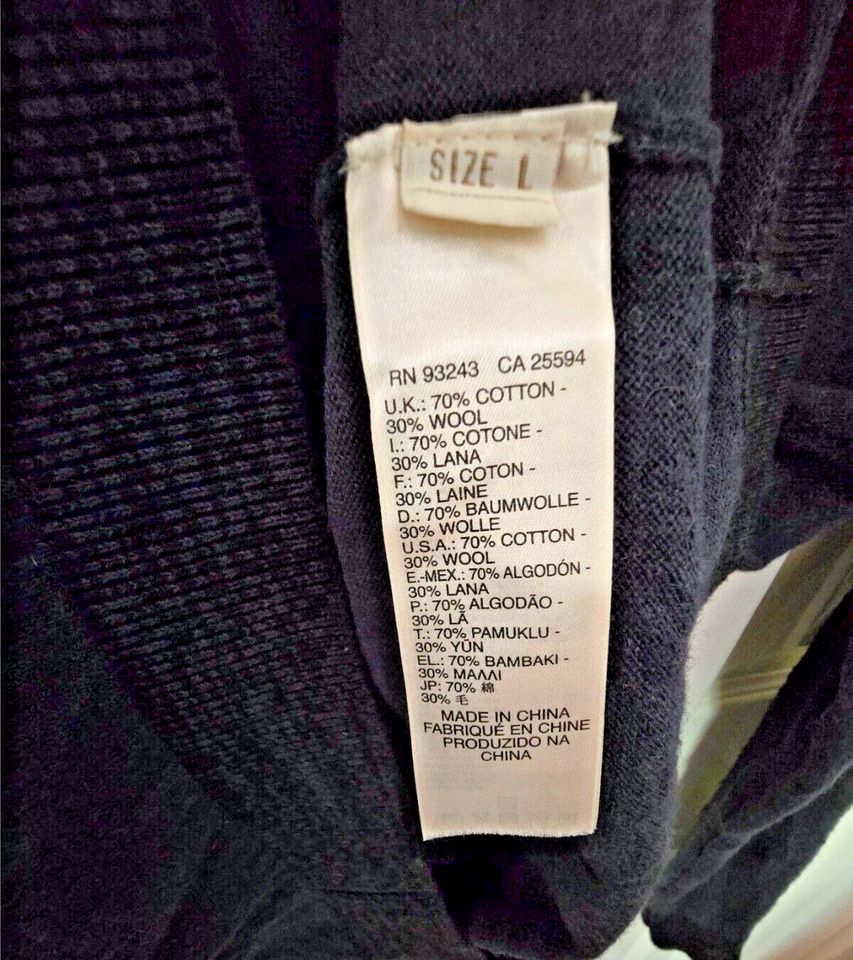 SIZE L
RN 93243 CA 25594
U.K.: 70% COTTON -
30% WOOL
I.: 70% COTONE -
30% LANA
F.: 70% COTON -
30% LAINE
D.: 70% BAUMWOLLE -
30% WOLLE
U.S.A.: 70% COTTON -
30% WOOL
E.-MEX.: 70% ALGODÓN -
30% LANA
P.: 70% ALGODÃO -
30% LÃ
T.: 70% PAMUKLU -
30% YŪN
EL.: 70% BAMBAKI -
30% ΜΑΛΛΙ
JP: 70% 綿
30% 毛
MADE IN CHINA
FABRIQUÉ EN CHINE
PRODUZIDO NA
CHINA